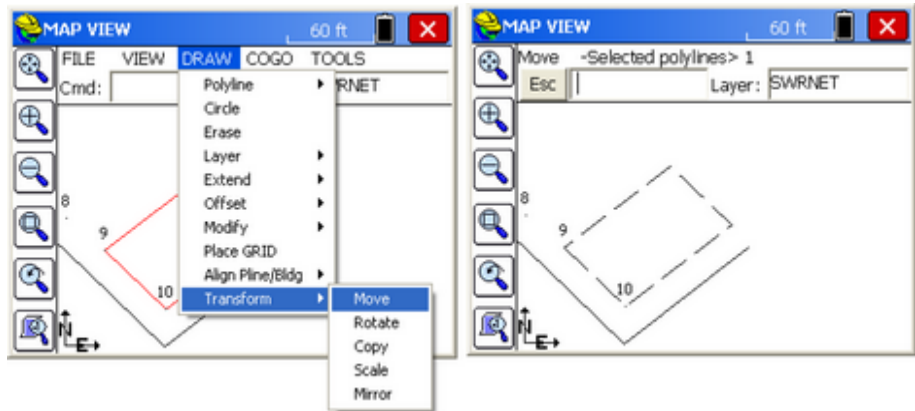 MAP VIEW 60 ft
FILE VIEW DRAW COGO TOOLS
Cmd: RNET
Polyline
Circle
Erase
Layer
Extend
Offset
Modify
Place GRID
Align Pline/Bldg
Transform
Move
Rotate
Copy
Scale
Mirror
8
9
10
N
E
MAP VIEW 60 ft
Move -Selected polylines> 1
Esc Layer: SWRNET
8
9
10
N
E